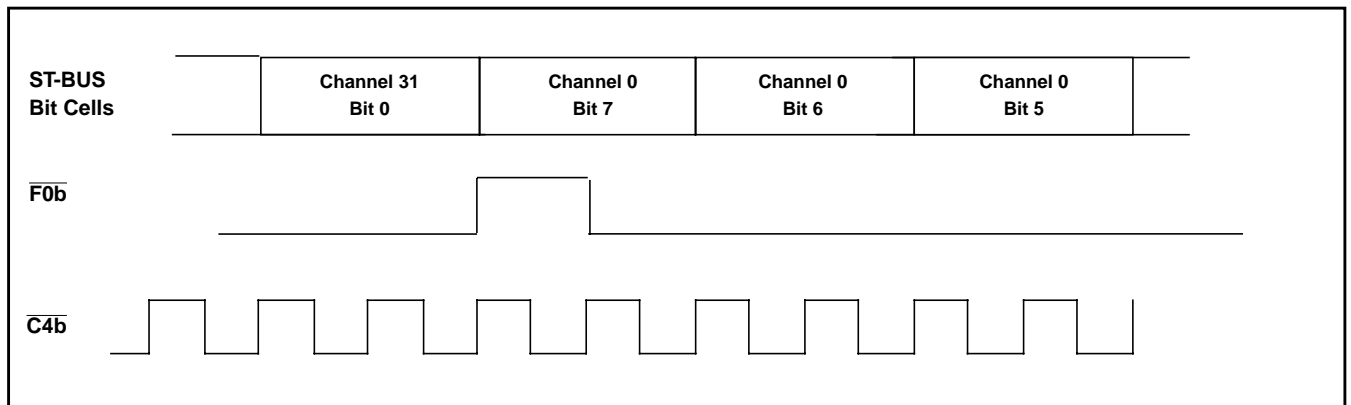 ST-BUS
Bit Cells
Channel 31
Bit 0
Channel 0
Bit 7
Channel 0
Bit 6
Channel 0
Bit 5
F0b
C4b